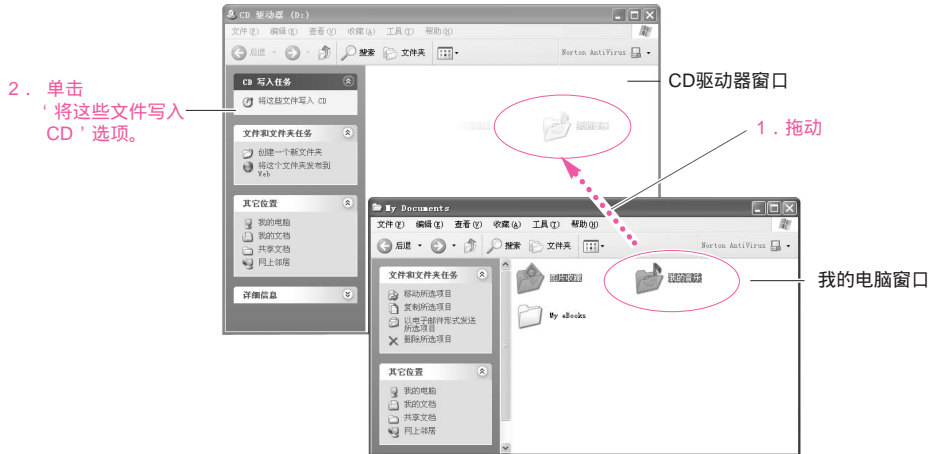 CD 驱动器 (D:)
文件(F) 编辑(E) 查看(V) 收藏(A) 工具(T) 帮助(H)
后退 搜索 文件夹 Norton AntiVirus
CD 写入任务
将这些文件写入 CD
文件和文件夹任务
创建一个新文件夹
将这个文件夹发布到
Web
其它位置
我的电脑
我的文档
共享文档
网上邻居
详细信息
我的音乐
CD驱动器窗口
1．拖动
2．单击
‘将这些文件写入
CD’选项。
My Documents
文件(F) 编辑(E) 查看(V) 收藏(A) 工具(T) 帮助(H)
后退 搜索 文件夹 Norton AntiVirus
文件和文件夹任务
移动所选项目
复制所选项目
以电子邮件形式发送
所选项目
删除所选项目
其它位置
我的电脑
我的文档
共享文档
网上邻居
图片收藏
我的音乐
My eBooks
我的电脑窗口